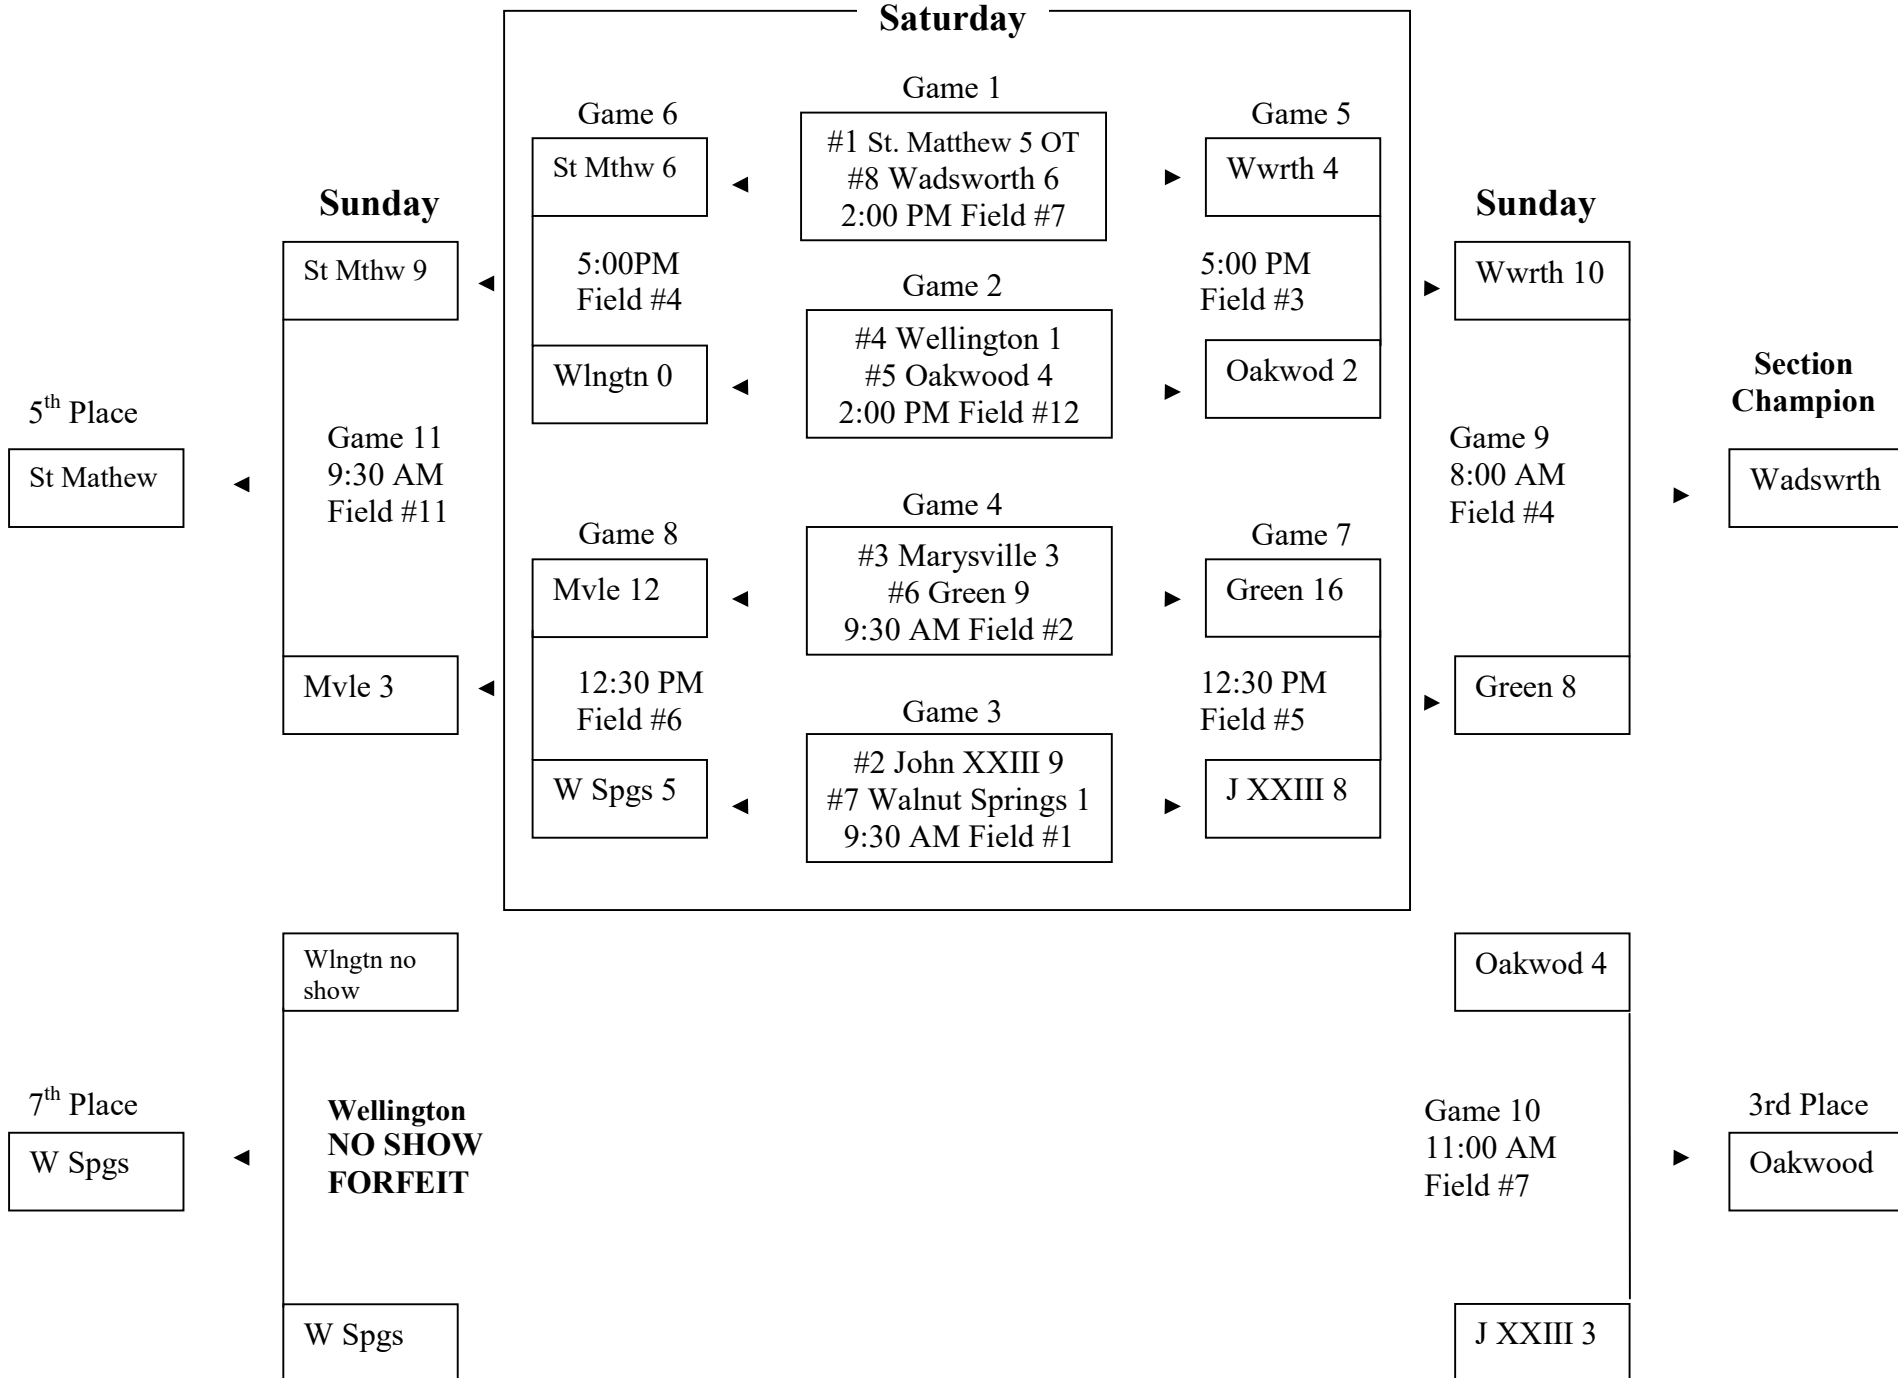 Saturday
Game 1
Game 6
Game 5
#1 St. Matthew 5 OT
#8 Wadsworth 6
2:00 PM Field #7
St Mthw 6
Wwrth 4
Sunday
Sunday
St Mthw 9
5:00PM
Field #4
Game 2
5:00 PM
Field #3
Wwrth 10
#4 Wellington 1
#5 Oakwood 4
2:00 PM Field #12
Wlngtn 0
Oakwod 2
Section
Champion
5th Place
Game 11
9:30 AM
Field #11
Game 9
8:00 AM
Field #4
St Mathew
Wadswrth
Game 4
Game 8
Game 7
#3 Marysville 3
#6 Green 9
9:30 AM Field #2
Mvle 12
Green 16
Mvle 3
12:30 PM
Field #6
Game 3
12:30 PM
Field #5
Green 8
#2 John XXIII 9
#7 Walnut Springs 1
9:30 AM Field #1
W Spgs 5
J XXIII 8
Wlngtn no
show
Oakwod 4
7th Place
Wellington
NO SHOW
FORFEIT
Game 10
11:00 AM
Field #7
3rd Place
W Spgs
Oakwood
W Spgs
J XXIII 3